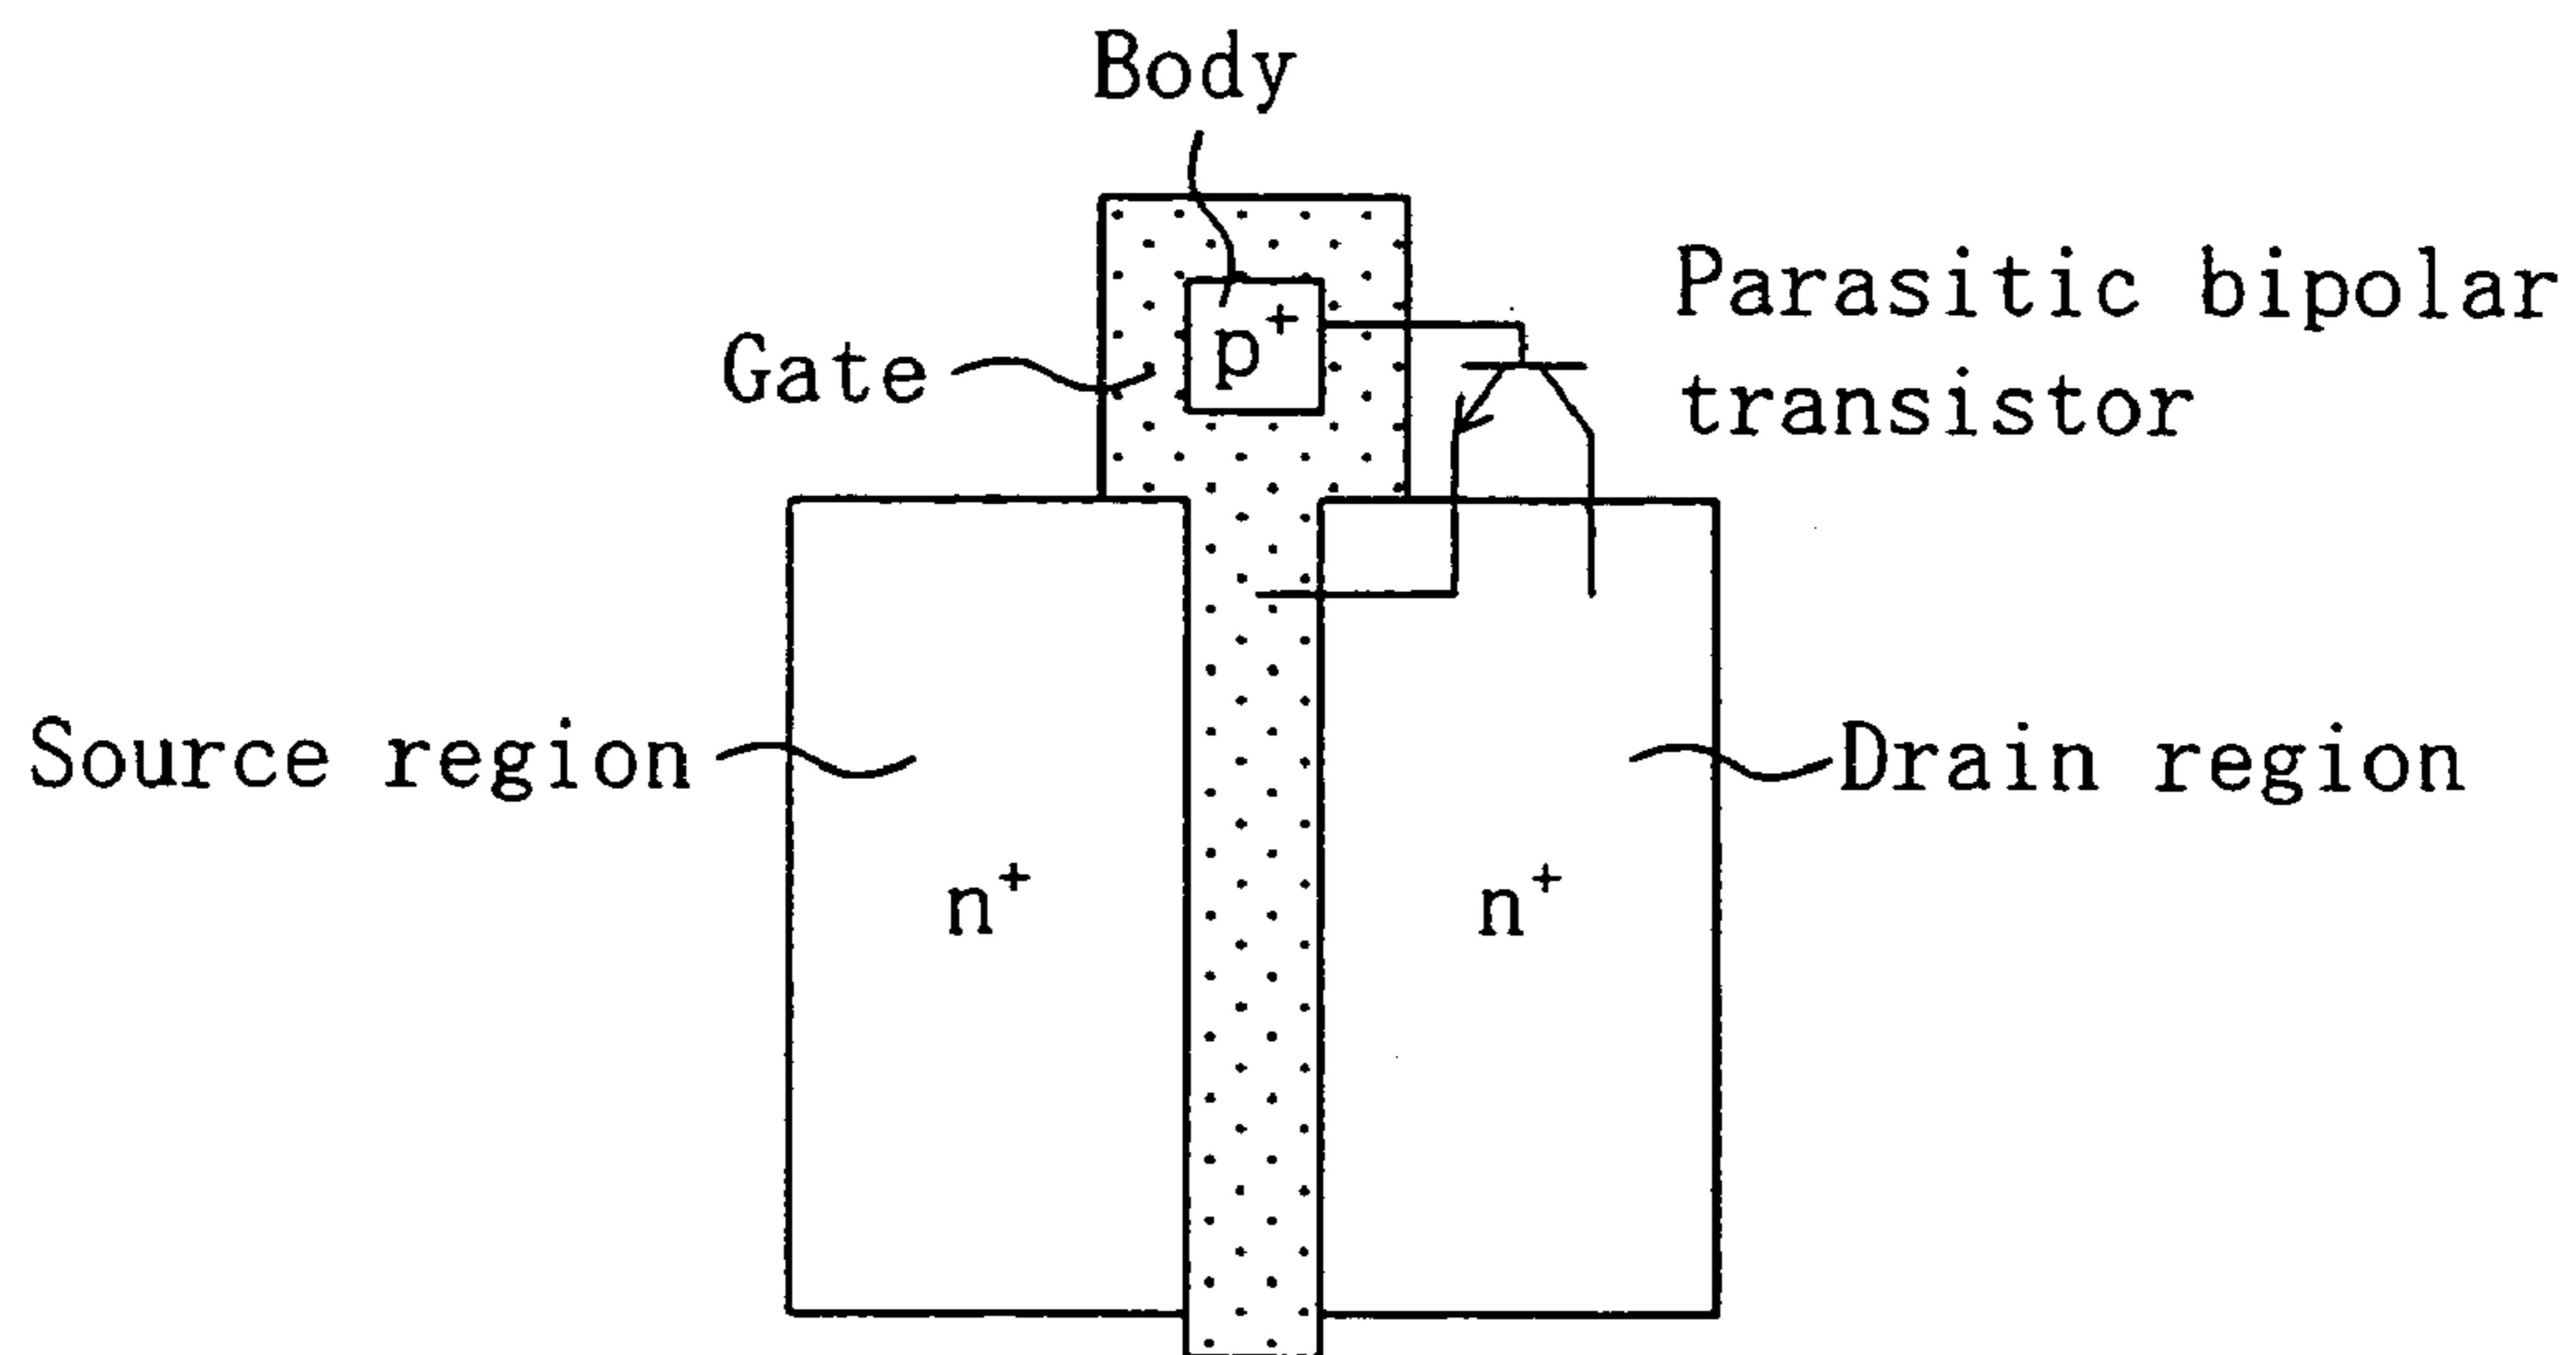 Body
Parasitic bipolar
transistor
Gate
p⁺
Source region
Drain region
n⁺
n⁺